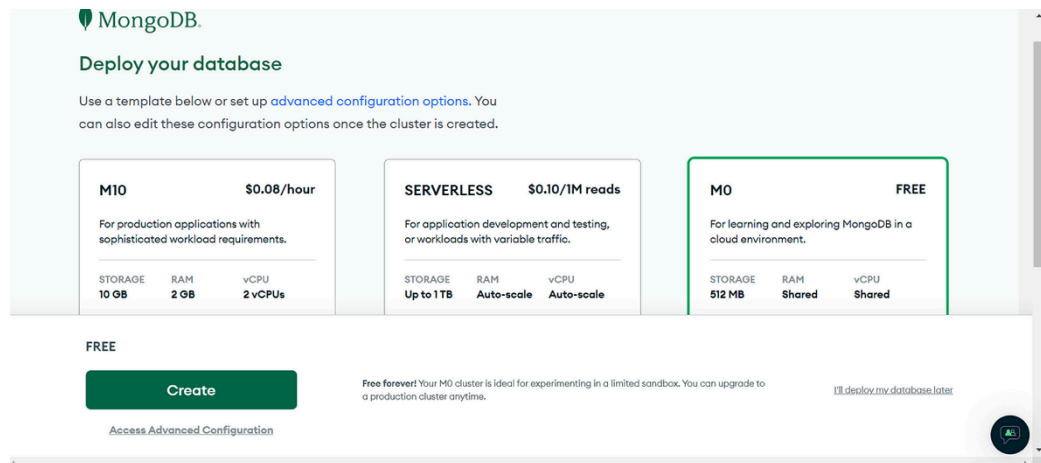 MongoDB.
Deploy your database
Use a template below or set up advanced configuration options. You
can also edit these configuration options once the cluster is created.
M10 $0.08/hour
For production applications with
sophisticated workload requirements.
STORAGE RAM vCPU
10 GB 2 GB 2 vCPUs
SERVERLESS $0.10/1M reads
For application development and testing,
or workloads with variable traffic.
STORAGE RAM vCPU
Up to 1 TB Auto-scale Auto-scale
M0 FREE
For learning and exploring MongoDB in a
cloud environment.
STORAGE RAM vCPU
512 MB Shared Shared
FREE
Create
Access Advanced Configuration
Free forever! Your M0 cluster is ideal for experimenting in a limited sandbox. You can upgrade to
a production cluster anytime.
I'll deploy my database later